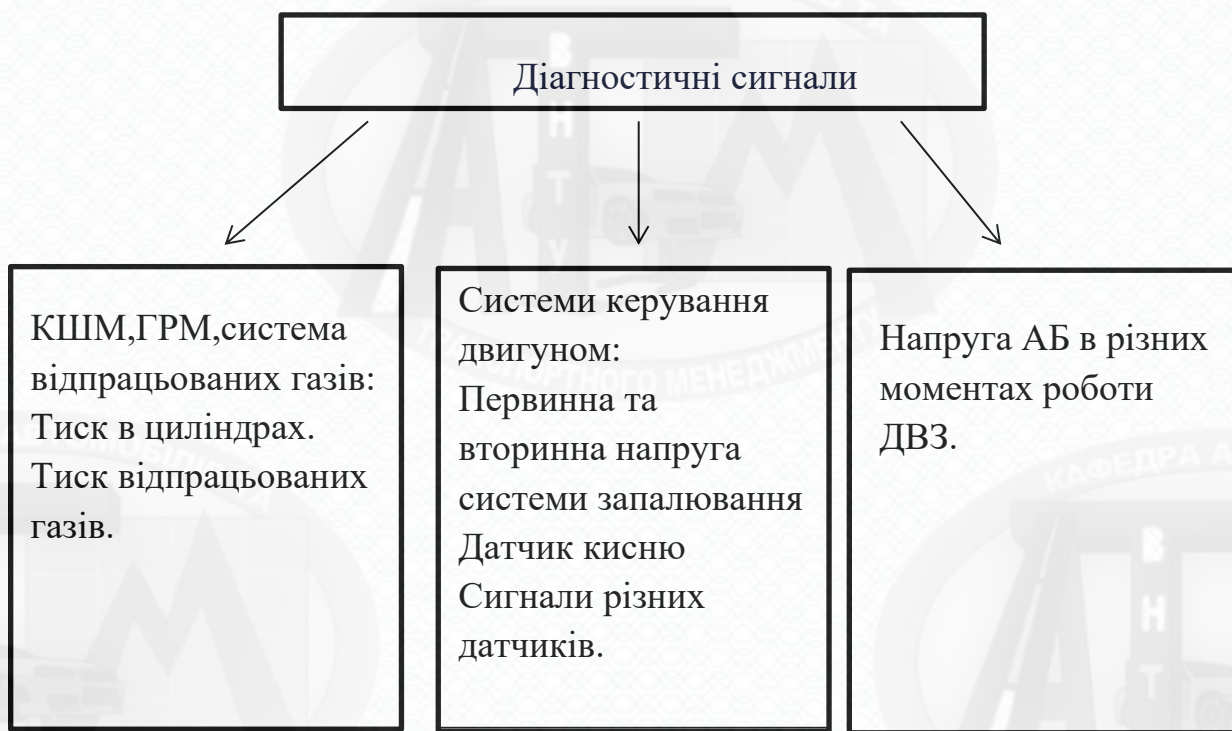 Діагностичні сигнали
КШМ,ГРМ,система
відпрацьованих газів:
Тиск в циліндрах.
Тиск відпрацьованих
газів.
Системи керування
двигуном:
Первинна та
вторинна напруга
системи запалювання
Датчик кисню
Сигнали різних
датчиків.
Напруга АБ в різних
моментах роботи
ДВЗ.